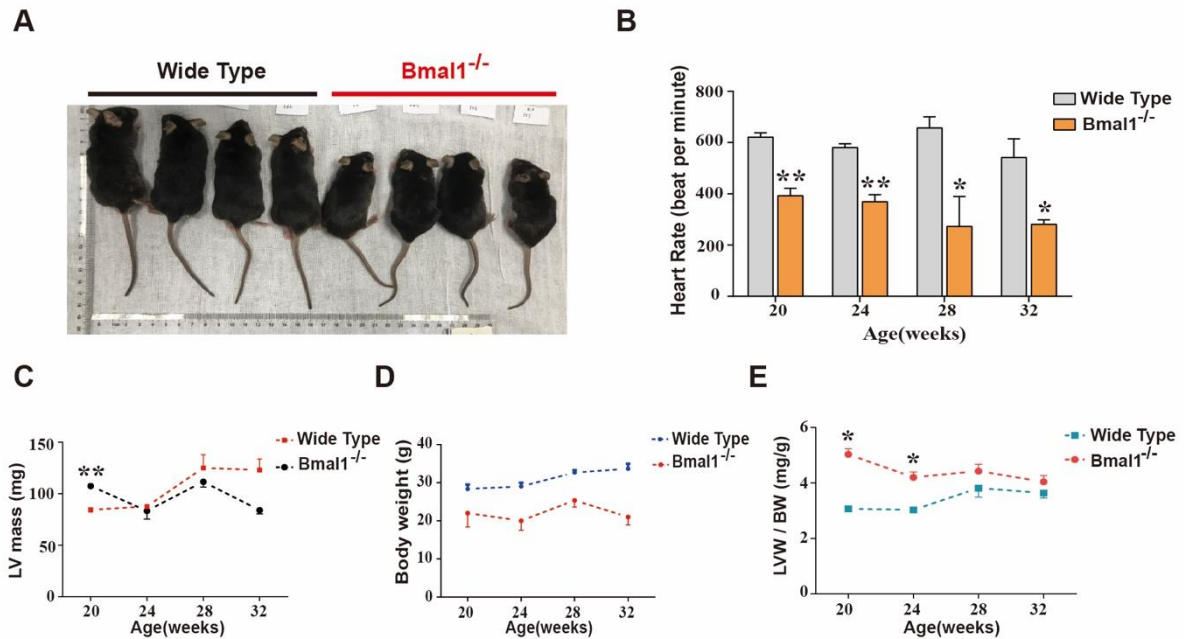 A
Wide Type
Bmal1-/-
B
Heart Rate (beat per minute)
800
600
400
200
0
** ** * *
20 24 28 32
Age(weeks)
Wide Type
Bmal1-/-
C
LV mass (mg)
150
100
50
0
**
20 24 28 32
Age(weeks)
Wide Type
Bmal1-/-
D
Body weight (g)
40
30
20
10
0
20 24 28 32
Age(weeks)
Wide Type
Bmal1-/-
E
LVW / BW (mg/g)
6
4
2
0
* *
20 24 28 32
Age(weeks)
Wide Type
Bmal1-/-